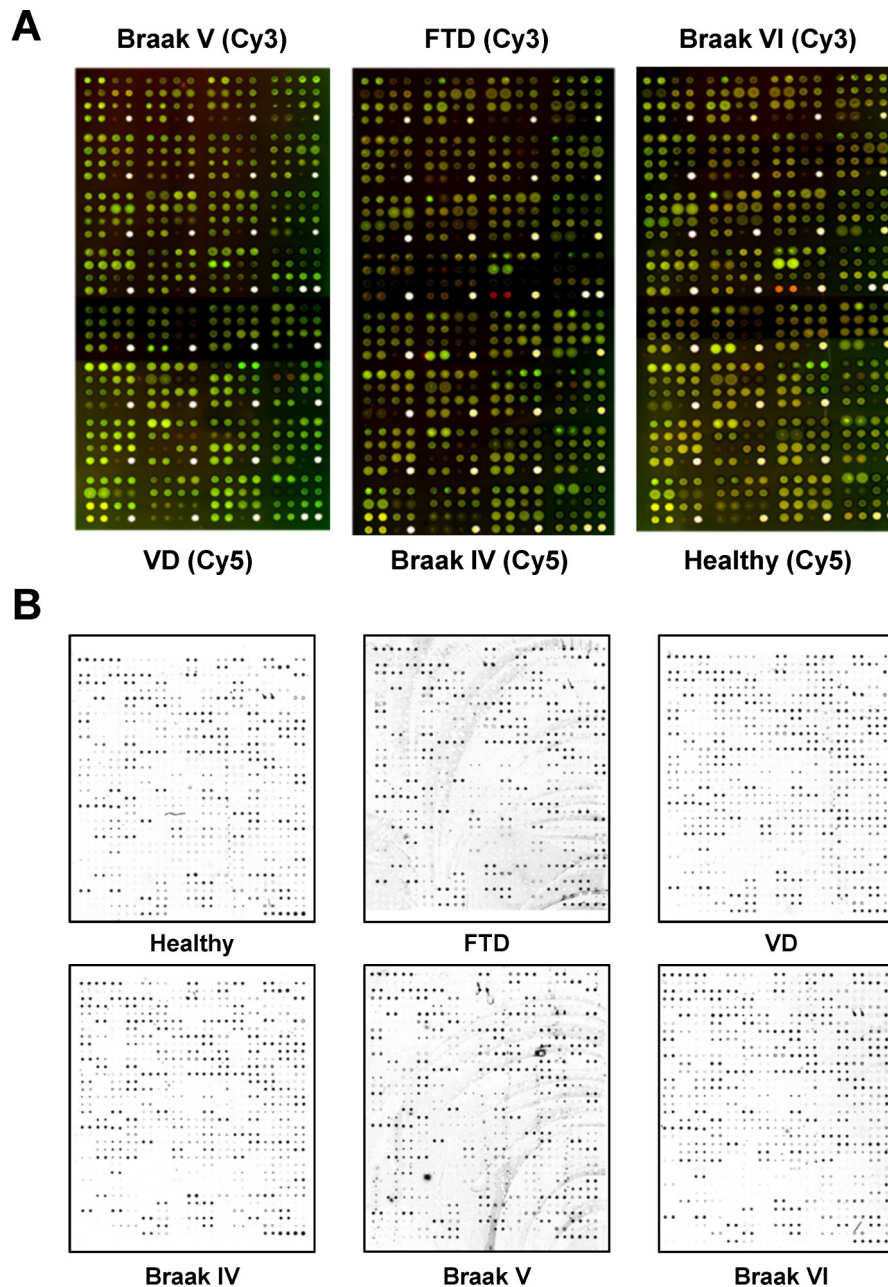 A
Braak V (Cy3) FTD (Cy3) Braak VI (Cy3)
VD (Cy5) Braak IV (Cy5) Healthy (Cy5)
B
Healthy FTD VD
Braak IV Braak V Braak VI